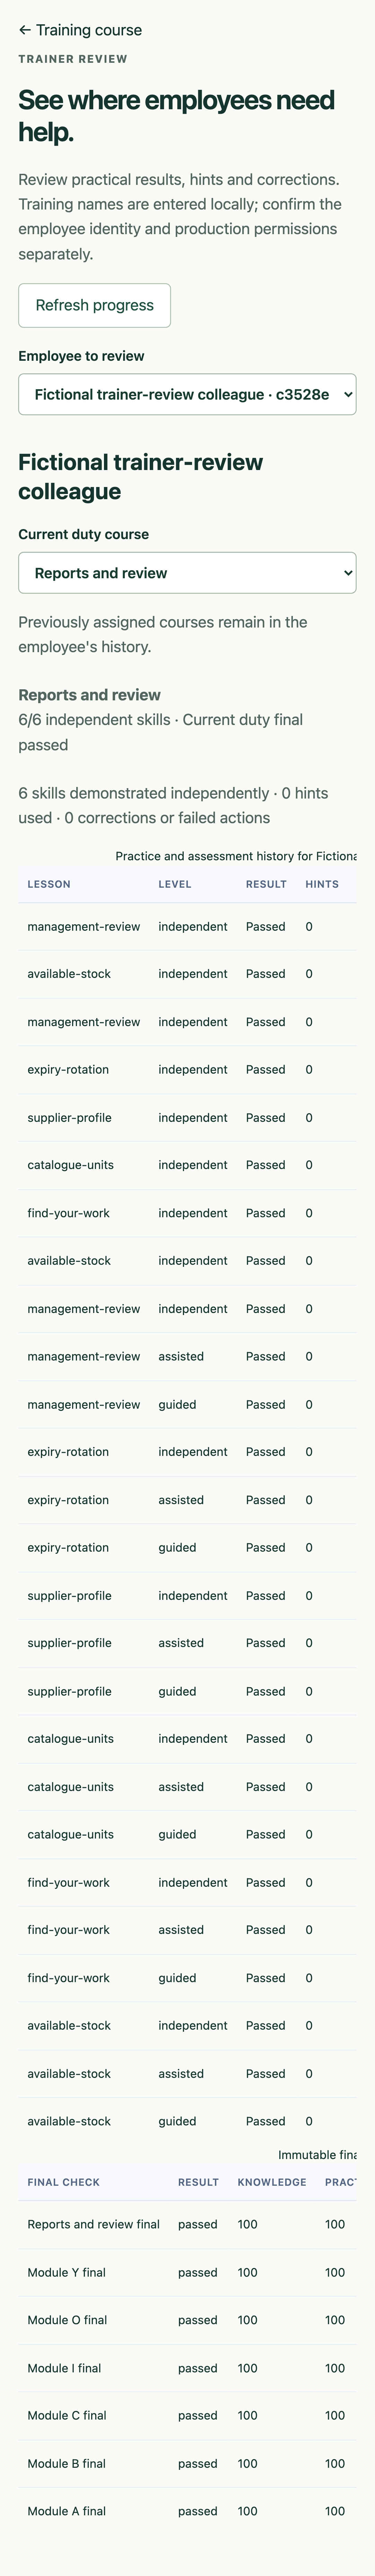 ← Training course
TRAINER REVIEW
See where employees need
help.
Review practical results, hints and corrections.
Training names are entered locally; confirm the
employee identity and production permissions
separately.
Refresh progress
Employee to review
Fictional trainer-review colleague · c3528e
Fictional trainer-review
colleague
Current duty course
Reports and review
Previously assigned courses remain in the
employee's history.
Reports and review
6/6 independent skills · Current duty final
passed
6 skills demonstrated independently · 0 hints
used · 0 corrections or failed actions
Practice and assessment history for Fictiona
LESSON LEVEL RESULT HINTS
management-review independent Passed 0
available-stock independent Passed 0
management-review independent Passed 0
expiry-rotation independent Passed 0
supplier-profile independent Passed 0
catalogue-units independent Passed 0
find-your-work independent Passed 0
available-stock independent Passed 0
management-review independent Passed 0
management-review assisted Passed 0
management-review guided Passed 0
expiry-rotation independent Passed 0
expiry-rotation assisted Passed 0
expiry-rotation guided Passed 0
supplier-profile independent Passed 0
supplier-profile assisted Passed 0
supplier-profile guided Passed 0
catalogue-units independent Passed 0
catalogue-units assisted Passed 0
catalogue-units guided Passed 0
find-your-work independent Passed 0
find-your-work assisted Passed 0
find-your-work guided Passed 0
available-stock independent Passed 0
available-stock assisted Passed 0
available-stock guided Passed 0
Immutable fina
FINAL CHECK RESULT KNOWLEDGE PRACT
Reports and review final passed 100 100
Module Y final passed 100 100
Module O final passed 100 100
Module I final passed 100 100
Module C final passed 100 100
Module B final passed 100 100
Module A final passed 100 100